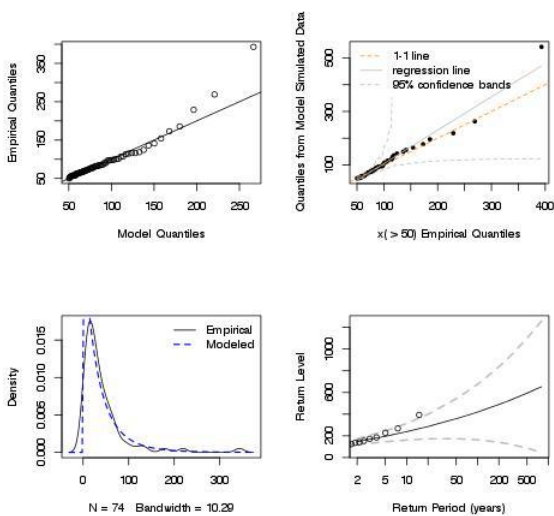 Empirical Quantiles
50
150
250
350
50
100
150
200
250
Model Quantiles
Quantiles from Model Simulated Data
100
300
500
1-1 line
regression line
95% confidence bands
50
100
200
300
400
x( > 50) Empirical Quantiles
Density
0.000
0.005
0.010
0.015
Empirical
Modeled
0
100
200
300
N = 74 Bandwidth = 10.29
Return Level
0
200
600
1000
2
5
10
50
200
500
Return Period (years)